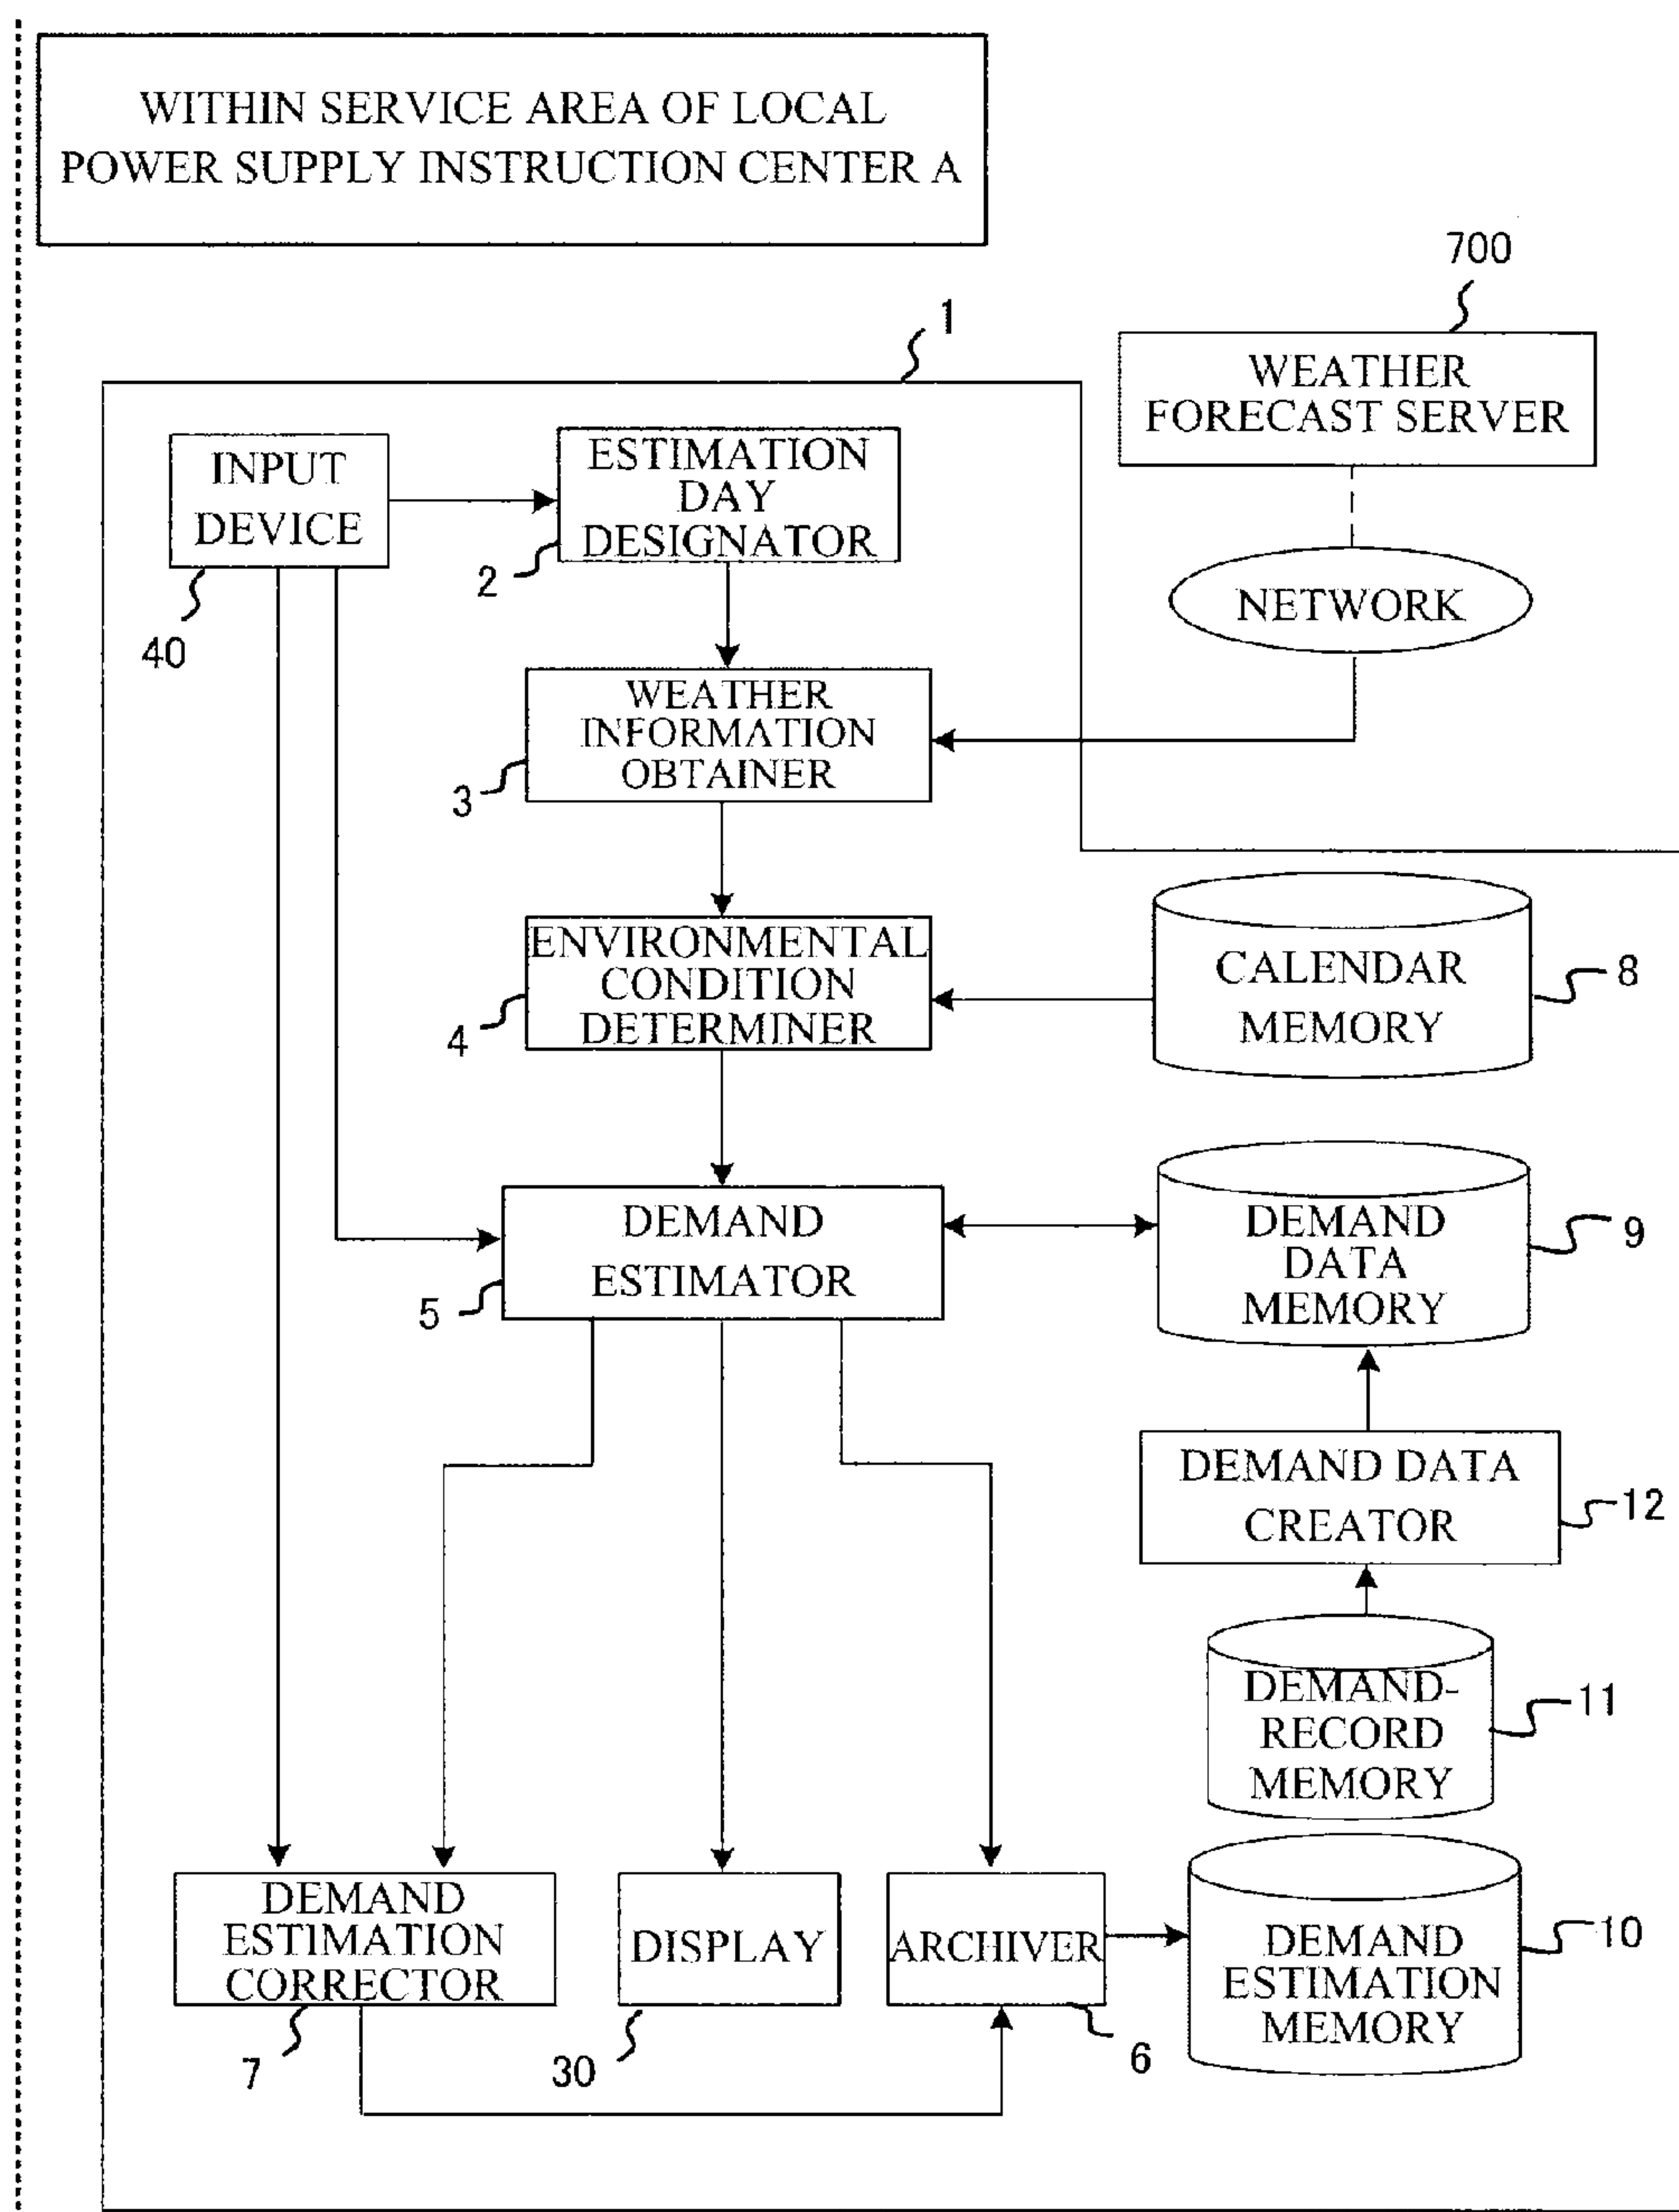 WITHIN SERVICE AREA OF LOCAL
POWER SUPPLY INSTRUCTION CENTER A
700
1
WEATHER
FORECAST SERVER
INPUT
DEVICE
ESTIMATION
DAY
DESIGNATOR
2
40
NETWORK
WEATHER
INFORMATION
OBTAINER
3
ENVIRONMENTAL
CONDITION
DETERMINER
4
CALENDAR
MEMORY
8
DEMAND
ESTIMATOR
5
DEMAND
DATA
MEMORY
9
DEMAND DATA
CREATOR
12
DEMAND-
RECORD
MEMORY
11
DEMAND
ESTIMATION
CORRECTOR
7
DISPLAY
30
ARCHIVER
6
DEMAND
ESTIMATION
MEMORY
10